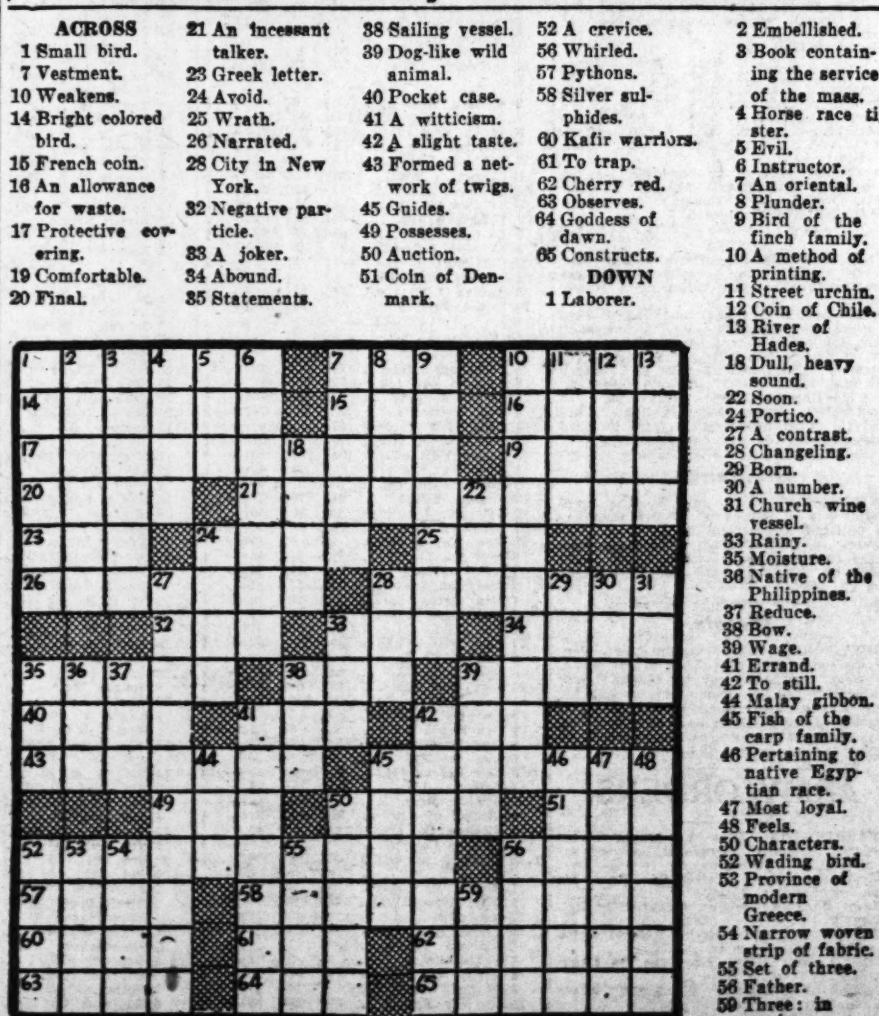 ACROSS
1 Small bird.
7 Vestment.
10 Weakens.
14 Bright colored
bird.
15 French coin.
16 An allowance
for waste.
17 Protective cov-
ering.
19 Comfortable.
20 Final.
21 An incessant
talker.
23 Greek letter.
24 Avoid.
25 Wrath.
26 Narrated.
28 City in New
York.
32 Negative par-
ticle.
33 A joker.
34 Abound.
35 Statements.
38 Sailing vessel.
39 Dog-like wild
animal.
40 Pocket case.
41 A witticism.
42 A slight taste.
43 Formed a net-
work of twigs.
45 Guides.
49 Possesses.
50 Auction.
51 Coin of Den-
mark.
52 A crevice.
56 Whirled.
57 Pythons.
58 Silver sul-
phides.
60 Kafir warriors.
61 To trap.
62 Cherry red.
63 Observes.
64 Goddess of
dawn.
65 Constructs.
DOWN
1 Laborer.
2 Embellished.
3 Book contain-
ing the service
of the mass.
4 Horse race ti
ster.
5 Evil.
6 Instructor.
7 An oriental.
8 Plunder.
9 Bird of the
finch family.
10 A method of
printing.
11 Street urchin.
12 Coin of Chile.
13 River of
Hades.
18 Dull, heavy
sound.
22 Soon.
24 Portico.
27 A contrast.
28 Changeling.
29 Born.
30 A number.
31 Church wine
vessel.
33 Rainy.
35 Moisture.
36 Native of the
Philippines.
37 Reduce.
38 Bow.
39 Wage.
41 Errand.
42 To still.
44 Malay gibbon.
45 Fish of the
carp family.
46 Pertaining to
native Egyp-
tian race.
47 Most loyal.
48 Feels.
50 Characters.
52 Wading bird.
53 Province of
modern
Greece.
54 Narrow woven
strip of fabric.
55 Set of three.
56 Father.
59 Three: in
1 2 3 4 5 6 7 8 9 10 11 12 13
14 15 16
17 18 19
20 21 22
23 24 25
26 27 28 29 30 31
32 33 34
35 36 37 38 39
40 41 42
43 44 45 46 47 48
49 50 51
52 53 54 55 56
57 58 59
60 61 62
63 64 65